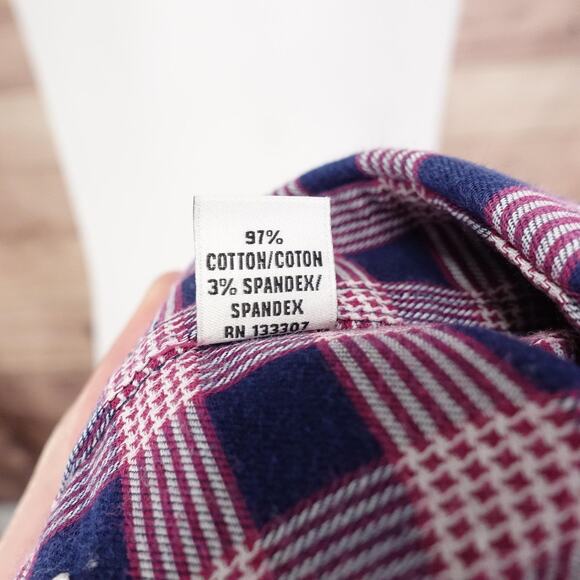 97%
COTTON/COTON
3% SPANDEX/
SPANDEX
RN 133307